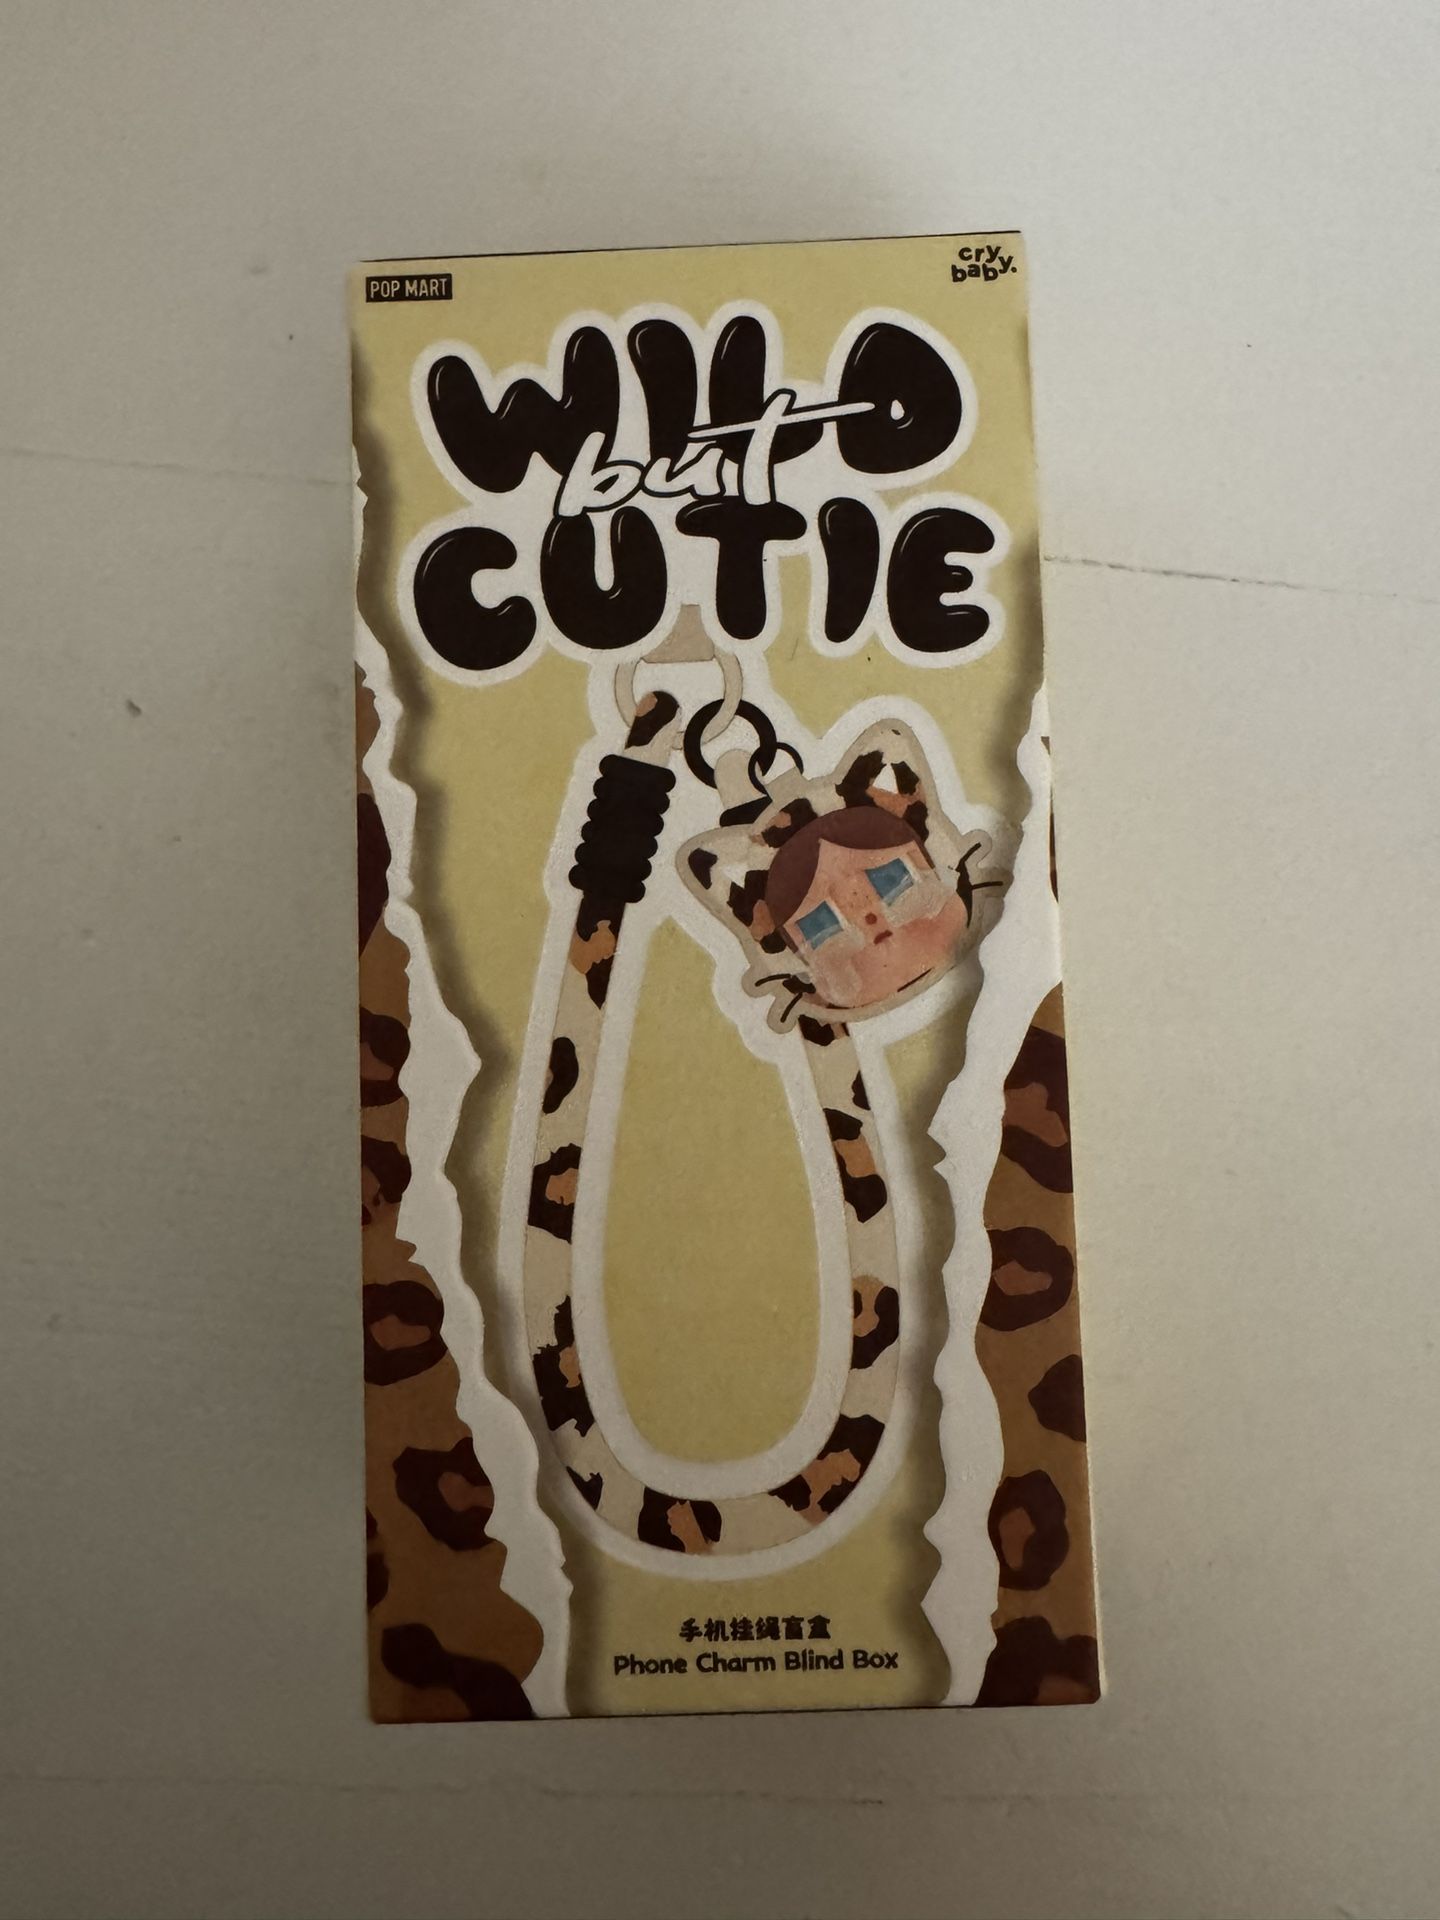 POP MART
cry
baby.
WILD
but
CUTIE
手机挂绳盲盒
Phone Charm Blind Box